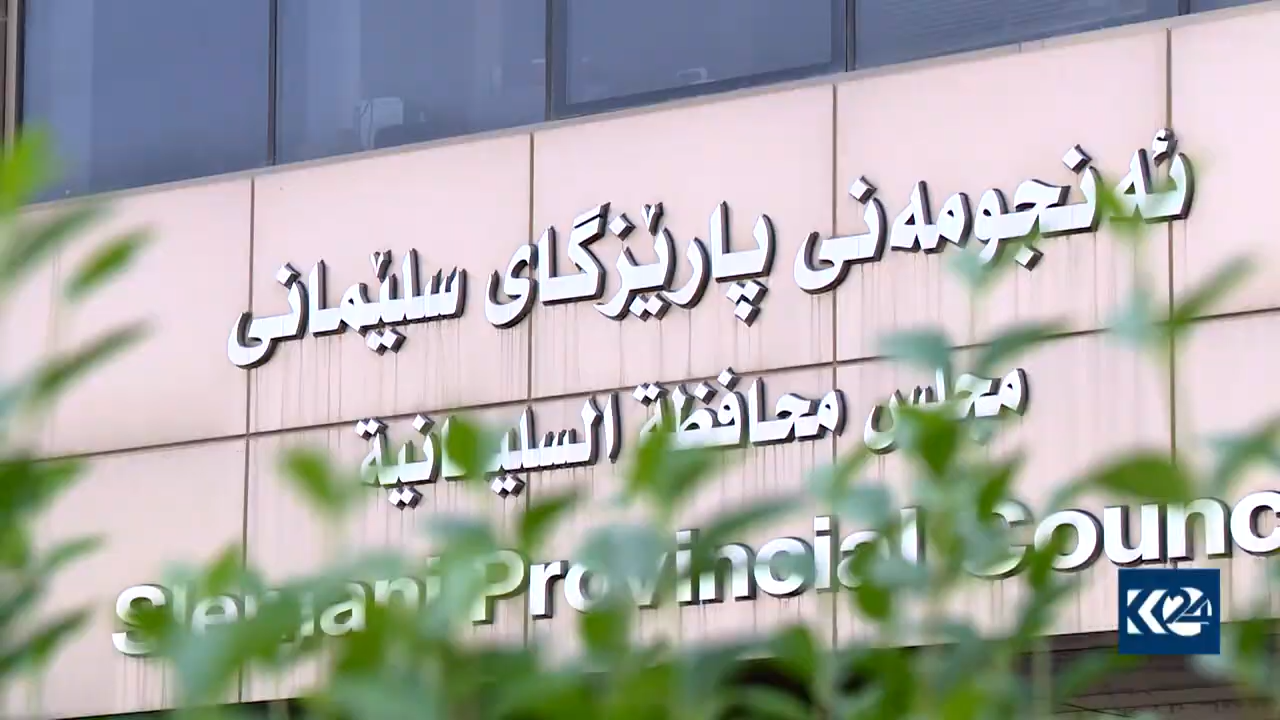 ئەنجومەنی پارێزگای سلێمانی
مجلس محافظة السليمانية
Slemani Provincial Counc
K24